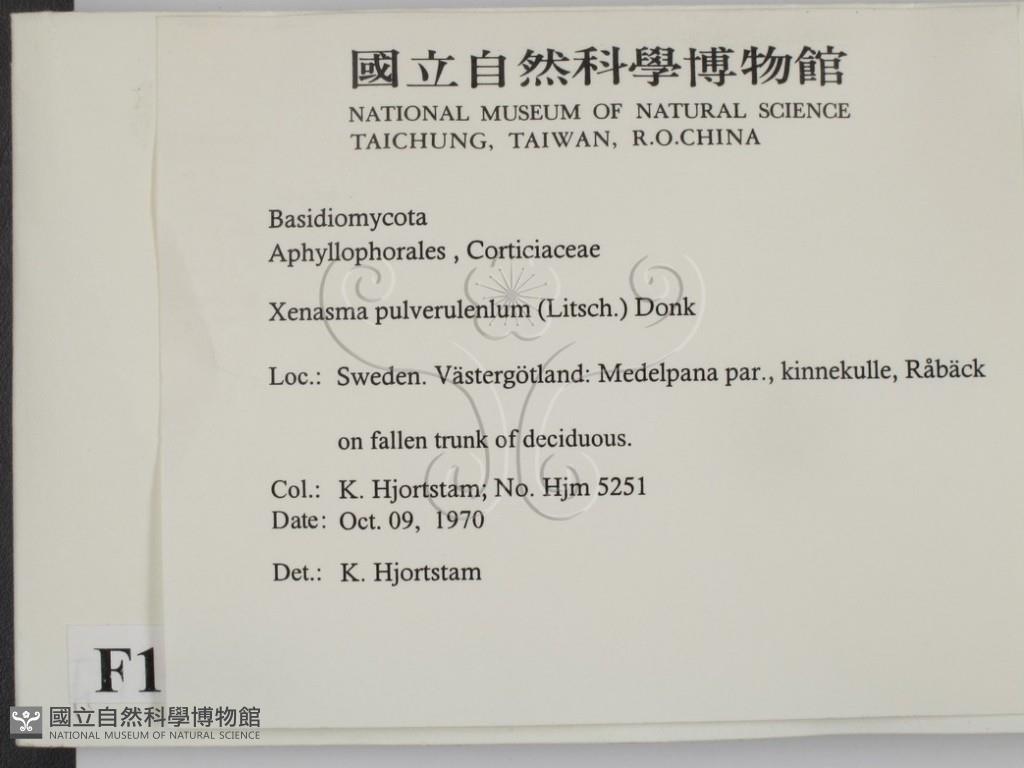 國立自然科學博物館
NATIONAL MUSEUM OF NATURAL SCIENCE
TAICHUNG, TAIWAN, R.O.CHINA
Basidiomycota
Aphyllophorales , Corticiaceae
Xenasma pulverulenlum (Litsch.) Donk
Loc.: Sweden. Västergötland: Medelpana par., kinnekulle, Råbäck
on fallen trunk of deciduous.
Col.: K. Hjortstam; No. Hjm 5251
Date: Oct. 09, 1970
Det.: K. Hjortstam
F1
國立自然科學博物館
NATIONAL MUSEUM OF NATURAL SCIENCE